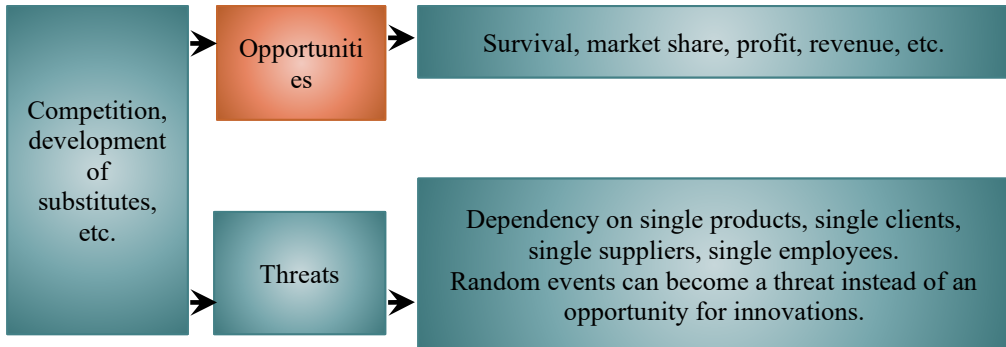 Competition,
development
of
substitutes,
etc.
Opportuniti
es
Survival, market share, profit, revenue, etc.
Threats
Dependency on single products, single clients,
single suppliers, single employees.
Random events can become a threat instead of an
opportunity for innovations.